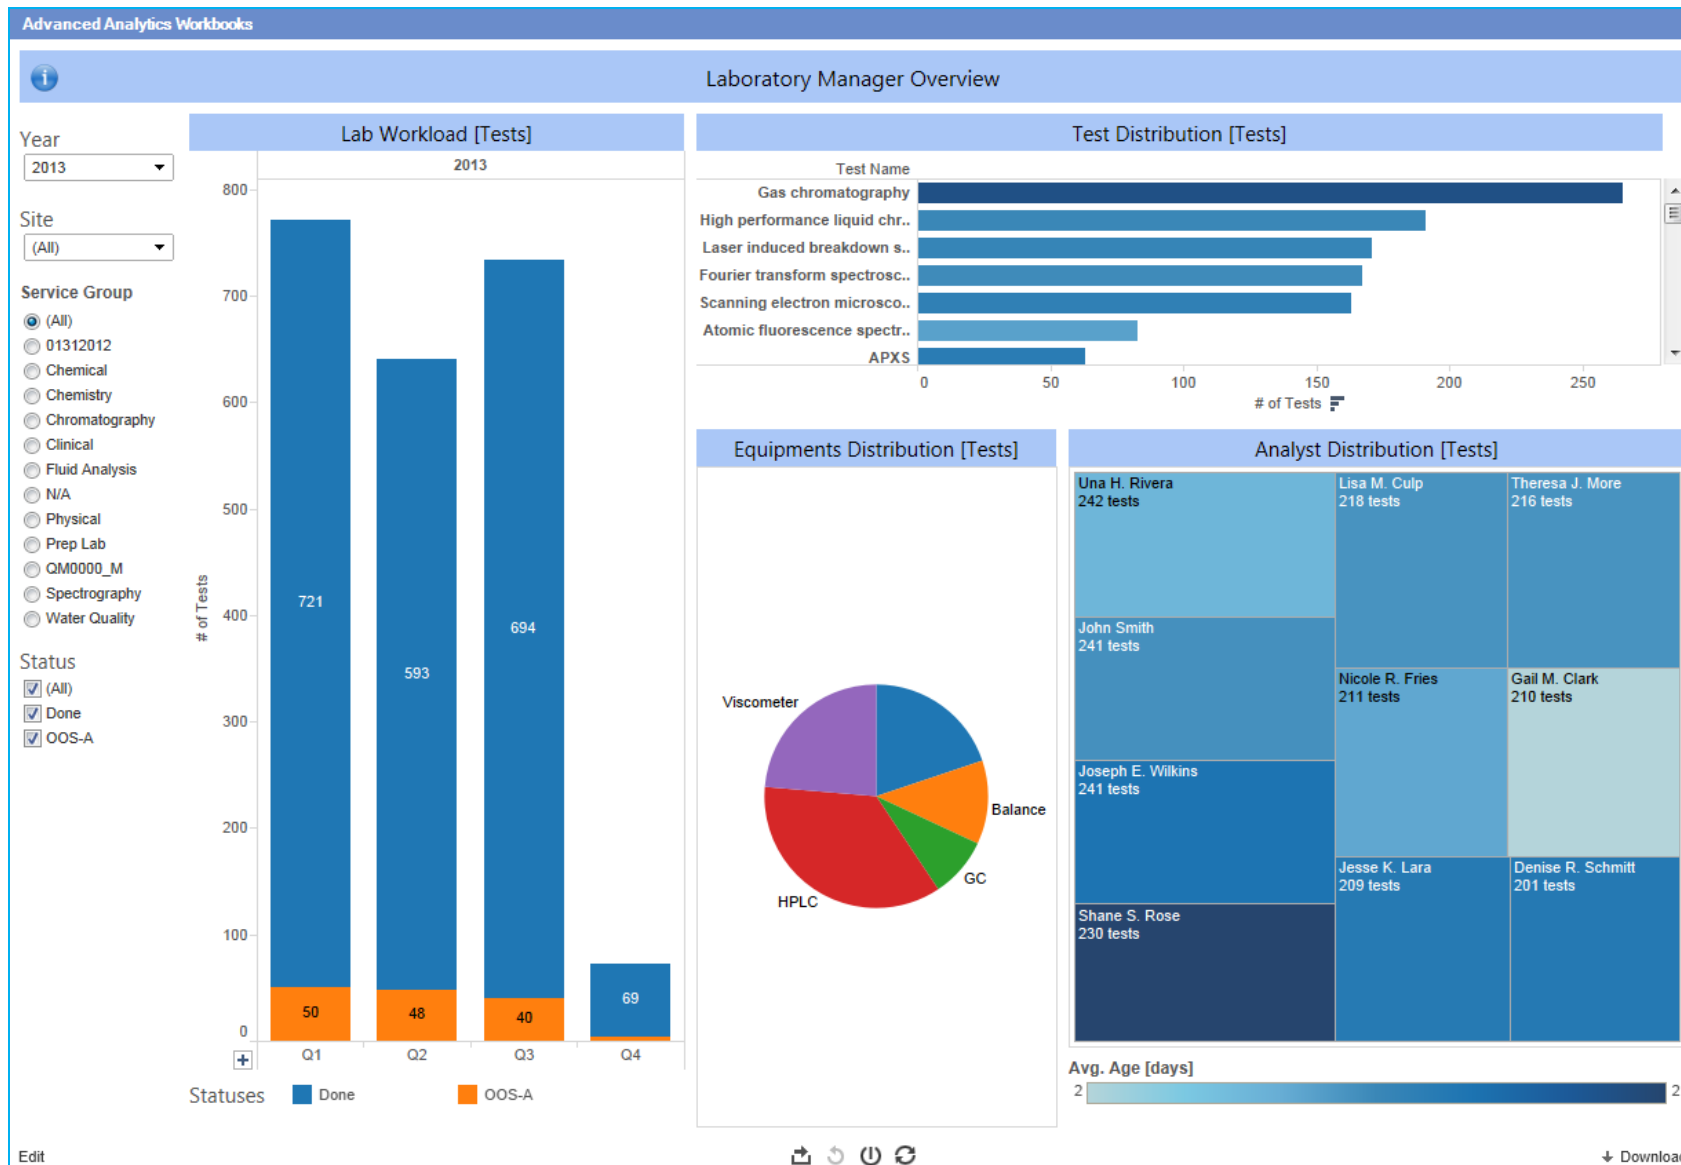 Advanced Analytics Workbooks
Laboratory Manager Overview
Year
2013
Site
(All)
Service Group
(All)
01312012
Chemical
Chemistry
Chromatography
Clinical
Fluid Analysis
N/A
Physical
Prep Lab
QM0000_M
Spectrography
Water Quality
Status
(All)
Done
OOS-A
Lab Workload [Tests]
2013
# of Tests
800
700
600
500
400
300
200
100
0
721
593
694
69
50
48
40
Q1
Q2
Q3
Q4
Statuses
Done
OOS-A
Test Distribution [Tests]
Test Name
Gas chromatography
High performance liquid chr..
Laser induced breakdown s..
Fourier transform spectrosc..
Scanning electron microsco..
Atomic fluorescence spectr..
APXS
0
50
100
150
200
250
# of Tests
Equipments Distribution [Tests]
Viscometer
Balance
GC
HPLC
Analyst Distribution [Tests]
Una H. Rivera
242 tests
John Smith
241 tests
Joseph E. Wilkins
241 tests
Shane S. Rose
230 tests
Lisa M. Culp
218 tests
Theresa J. More
216 tests
Nicole R. Fries
211 tests
Gail M. Clark
210 tests
Jesse K. Lara
209 tests
Denise R. Schmitt
201 tests
Avg. Age [days]
2
2
Edit
Download